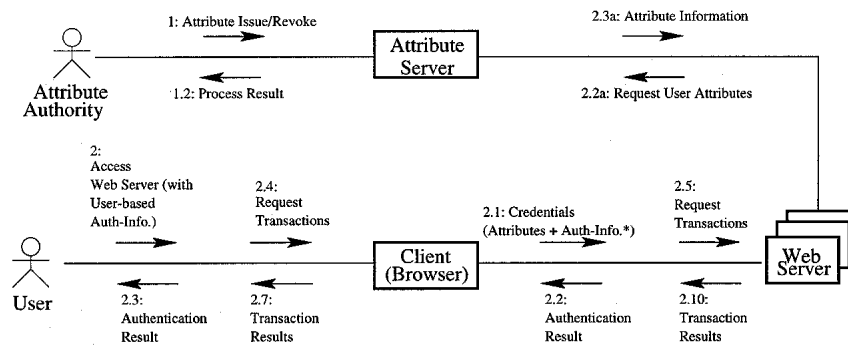 1: Attribute Issue/Revoke
2.3a: Attribute Information
Attribute
Server
1.2: Process Result
2.2a: Request User Attributes
Attribute
Authority
2:
Access
Web Server (with
User-based
Auth-Info.)
2.4:
Request
Transactions
2.1: Credentials
(Attributes + Auth-Info.*)
2.5:
Request
Transactions
Client
(Browser)
Web
Server
User
2.3:
Authentication
Result
2.7:
Transaction
Results
2.2:
Authentication
Result
2.10:
Transaction
Results